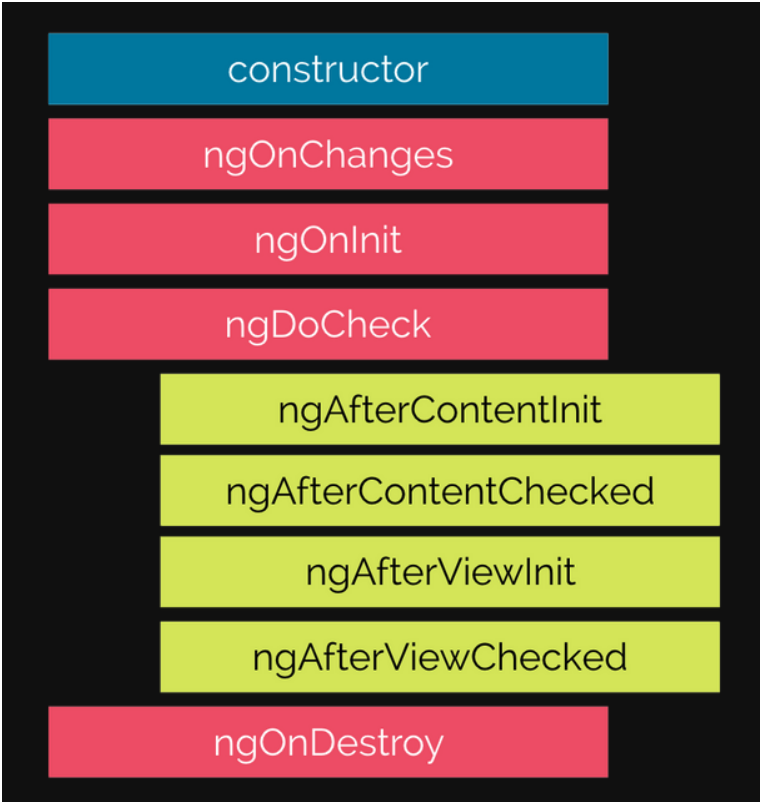 constructor
ngOnChanges
ngOnInit
ngDoCheck
ngAfterContentInit
ngAfterContentChecked
ngAfterViewInit
ngAfterViewChecked
ngOnDestroy